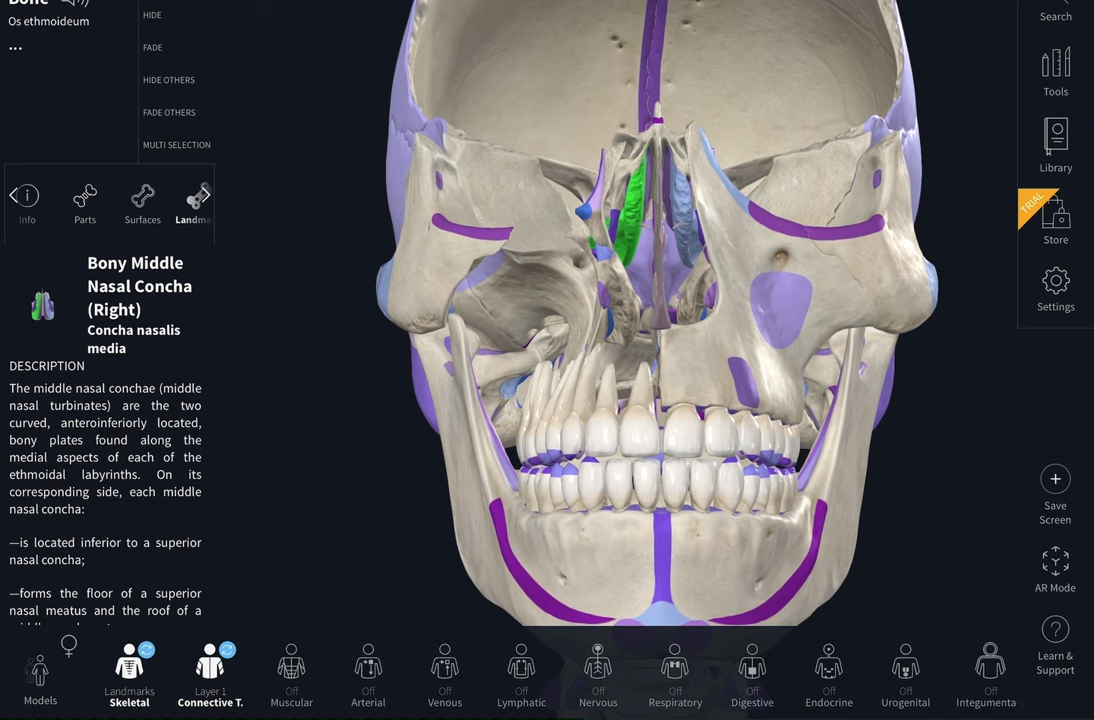 Bone
Os ethmoideum
...
HIDE
FADE
HIDE OTHERS
FADE OTHERS
MULTI SELECTION
Info
Parts
Surfaces
Landma
Bony Middle
Nasal Concha
(Right)
Concha nasalis
media
DESCRIPTION
The middle nasal conchae (middle
nasal turbinates) are the two
curved, anteroinferiorly located,
bony plates found along the
medial aspects of each of the
ethmoidal labyrinths. On its
corresponding side, each middle
nasal concha:
—is located inferior to a superior
nasal concha;
—forms the floor of a superior
nasal meatus and the roof of a
Search
Tools
Library
TRIAL
Store
Settings
+
Save
Screen
AR Mode
?
Learn &
Support
Models
Landmarks
Skeletal
Layer 1
Connective T.
Off
Muscular
Off
Arterial
Off
Venous
Off
Lymphatic
Off
Nervous
Off
Respiratory
Off
Digestive
Off
Endocrine
Off
Urogenital
Off
Integumenta